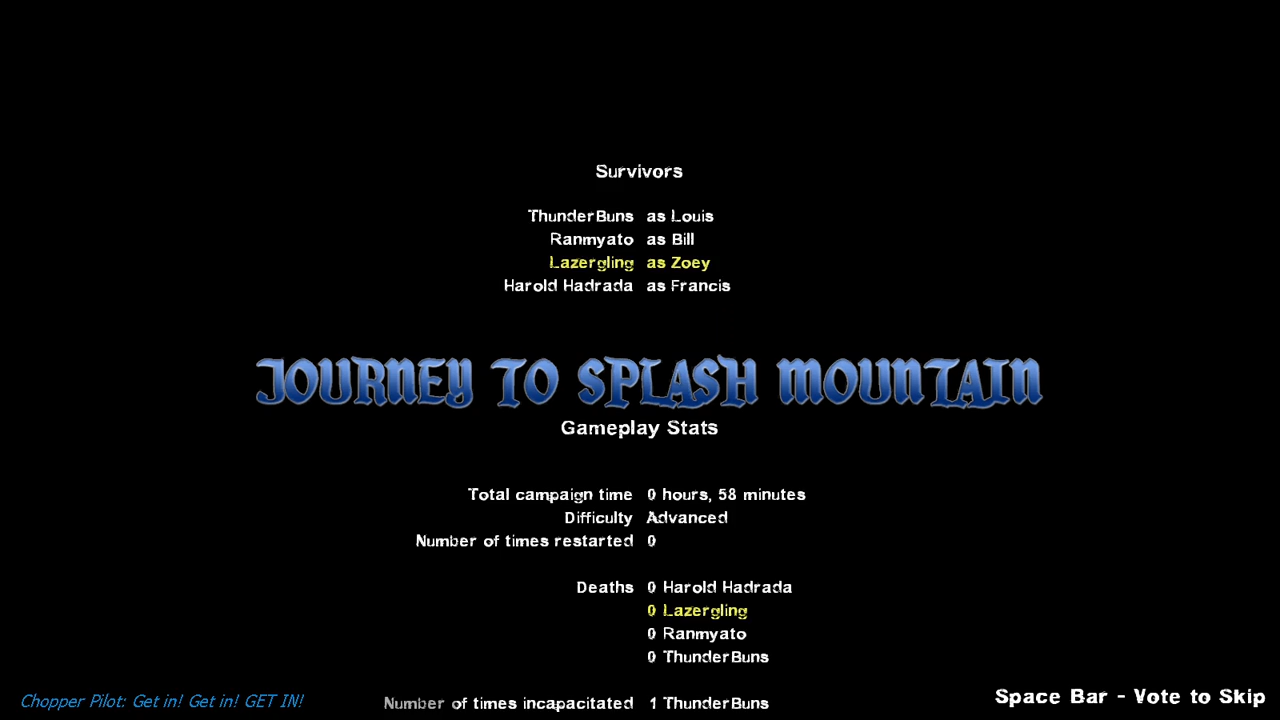 Survivors
ThunderBuns as Louis
Ranmyato as Bill
Lazergling as Zoey
Harold Hadrada as Francis
JOURNEY TO SPLASH MOUNTAIN
Gameplay Stats
Total campaign time 0 hours, 58 minutes
Difficulty Advanced
Number of times restarted 0
Deaths 0 Harold Hadrada
0 Lazergling
0 Ranmyato
0 ThunderBuns
Number of times incapacitated 1 ThunderBuns
Chopper Pilot: Get in! Get in! GET IN!
Space Bar - Vote to Skip